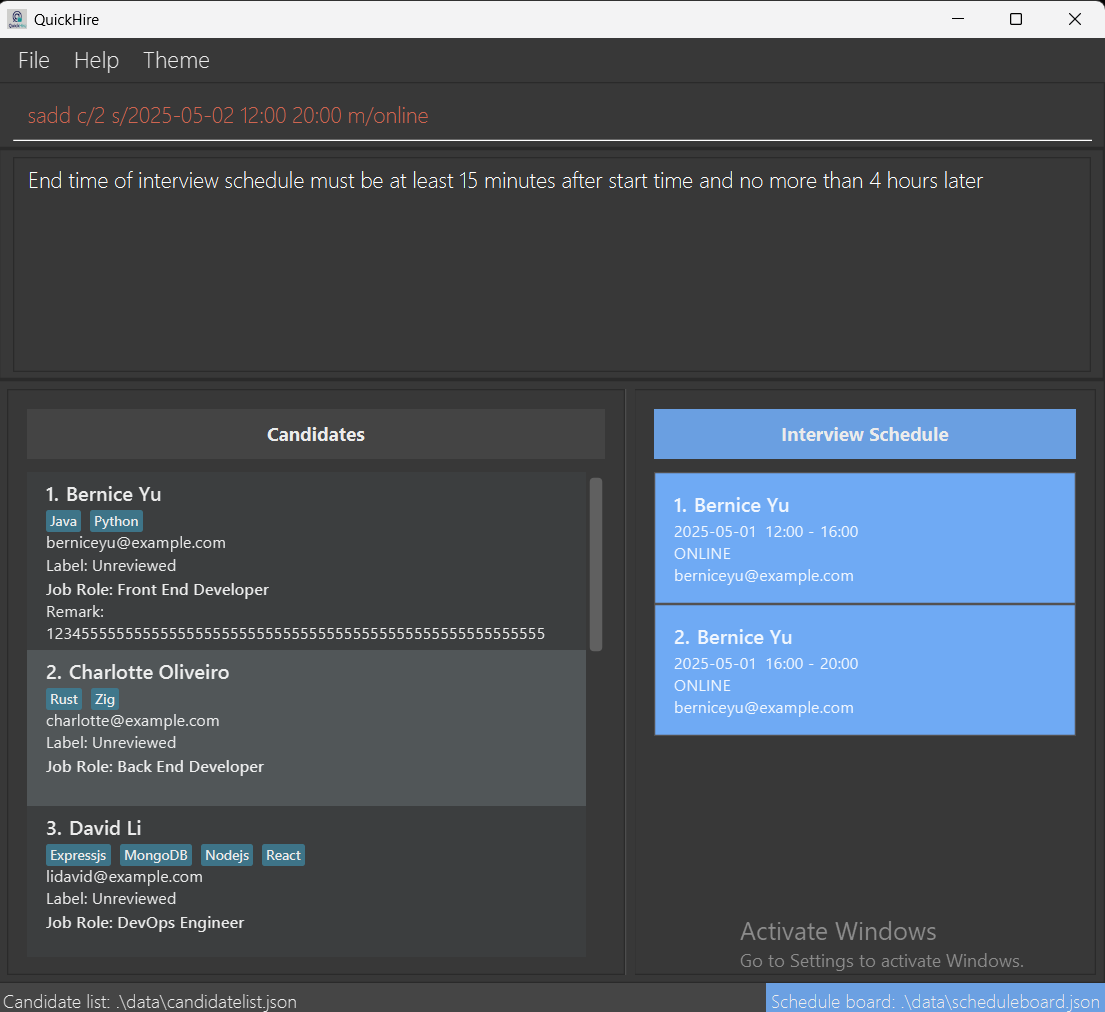 QuickHire
File Help Theme
sadd c/2 s/2025-05-02 12:00 20:00 m/online
End time of interview schedule must be at least 15 minutes after start time and no more than 4 hours later
Candidates
1. Bernice Yu
Java Python
berniceyu@example.com
Label: Unreviewed
Job Role: Front End Developer
Remark:
2. Charlotte Oliveiro
Rust Zig
charlotte@example.com
Label: Unreviewed
Job Role: Back End Developer
3. David Li
Expressjs MongoDB Nodejs React
lidavid@example.com
Label: Unreviewed
Job Role: DevOps Engineer
Interview Schedule
1. Bernice Yu
2025-05-01 12:00 - 16:00
ONLINE
berniceyu@example.com
2. Bernice Yu
2025-05-01 16:00 - 20:00
ONLINE
berniceyu@example.com
Activate Windows
Go to Settings to activate Windows.
Candidate list: .\data\candidatelist.json
Schedule board: .\data\scheduleboard.json